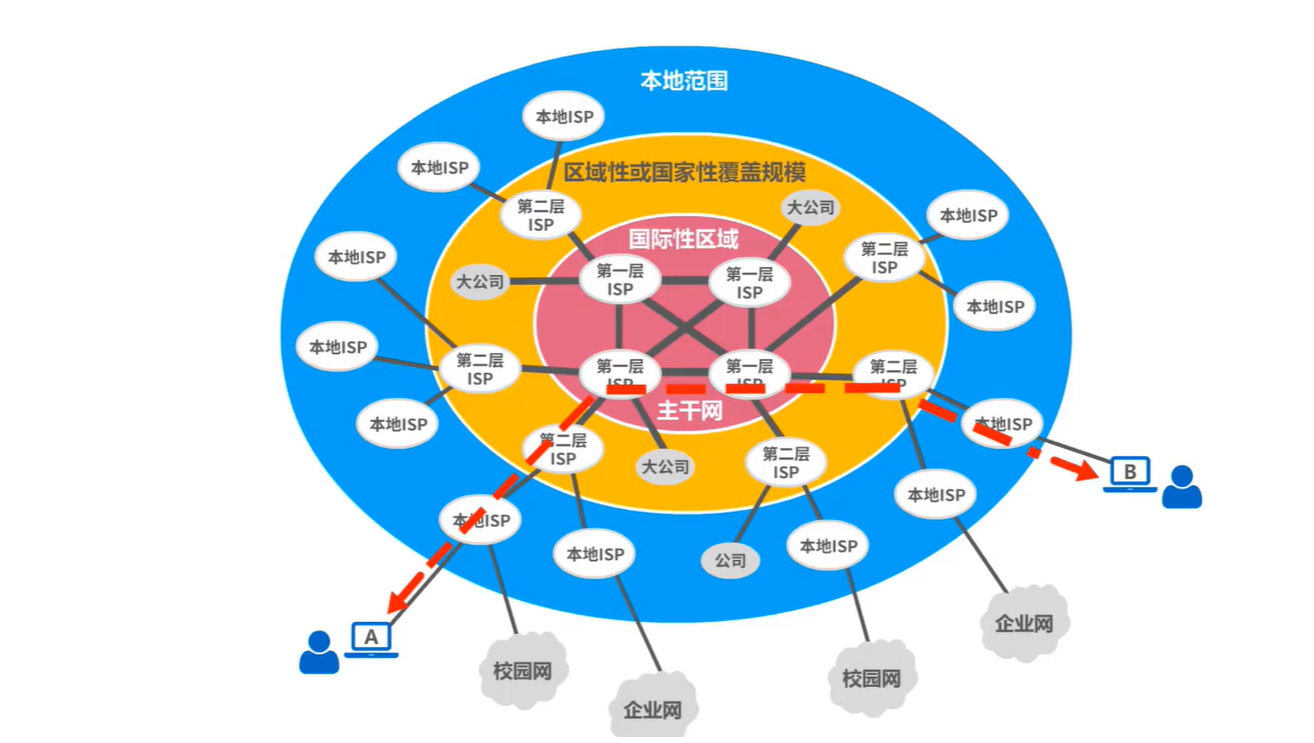 本地范围
本地ISP
本地ISP
区域性或国家性覆盖规模
大公司
第二层
ISP
本地ISP
国际性区域
本地ISP
第二层
ISP
第一层
ISP
第一层
ISP
大公司
本地ISP
本地ISP
第二层
ISP
第一层
ISP
第一层
ISP
第二层
ISP
主干网
本地ISP
本地ISP
第二层
ISP
大公司
第二层
ISP
B
本地ISP
本地ISP
本地ISP
公司
本地ISP
A
企业网
校园网
校园网
企业网